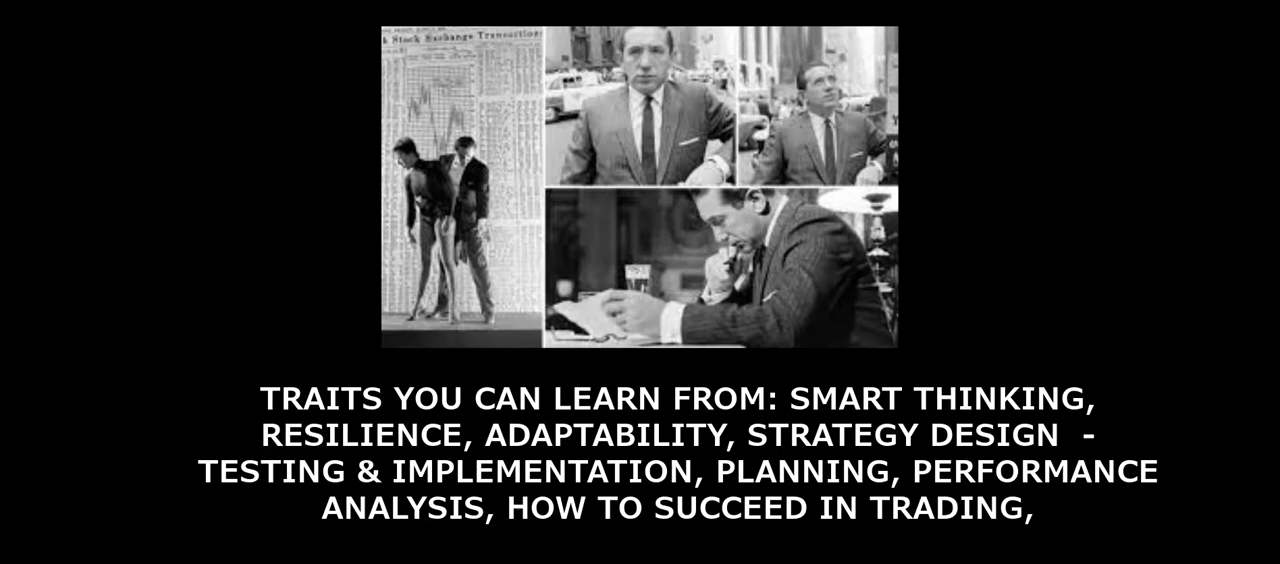 & Stock Exchange Transactions
TRAITS YOU CAN LEARN FROM: SMART THINKING,
RESILIENCE, ADAPTABILITY, STRATEGY DESIGN  -
TESTING & IMPLEMENTATION, PLANNING, PERFORMANCE
ANALYSIS, HOW TO SUCCEED IN TRADING,